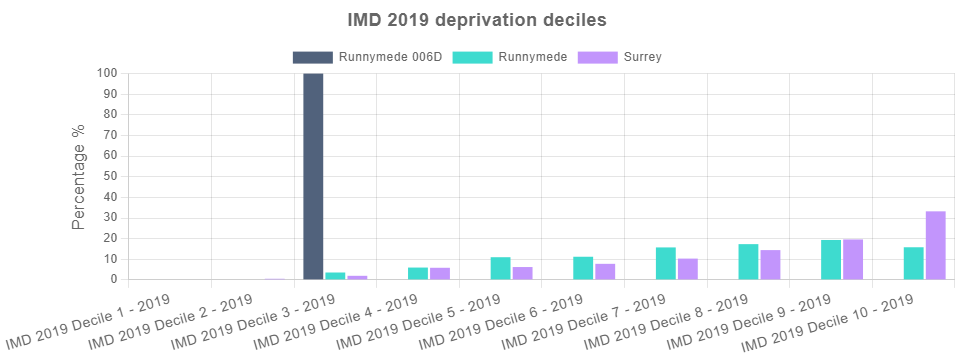 IMD 2019 deprivation deciles
Runnymede 006D
Runnymede
Surrey
Percentage %
100
90
80
70
60
50
40
30
20
10
0
IMD 2019 Decile 1 - 2019
IMD 2019 Decile 2 - 2019
IMD 2019 Decile 3 - 2019
IMD 2019 Decile 4 - 2019
IMD 2019 Decile 5 - 2019
IMD 2019 Decile 6 - 2019
IMD 2019 Decile 7 - 2019
IMD 2019 Decile 8 - 2019
IMD 2019 Decile 9 - 2019
IMD 2019 Decile 10 - 2019